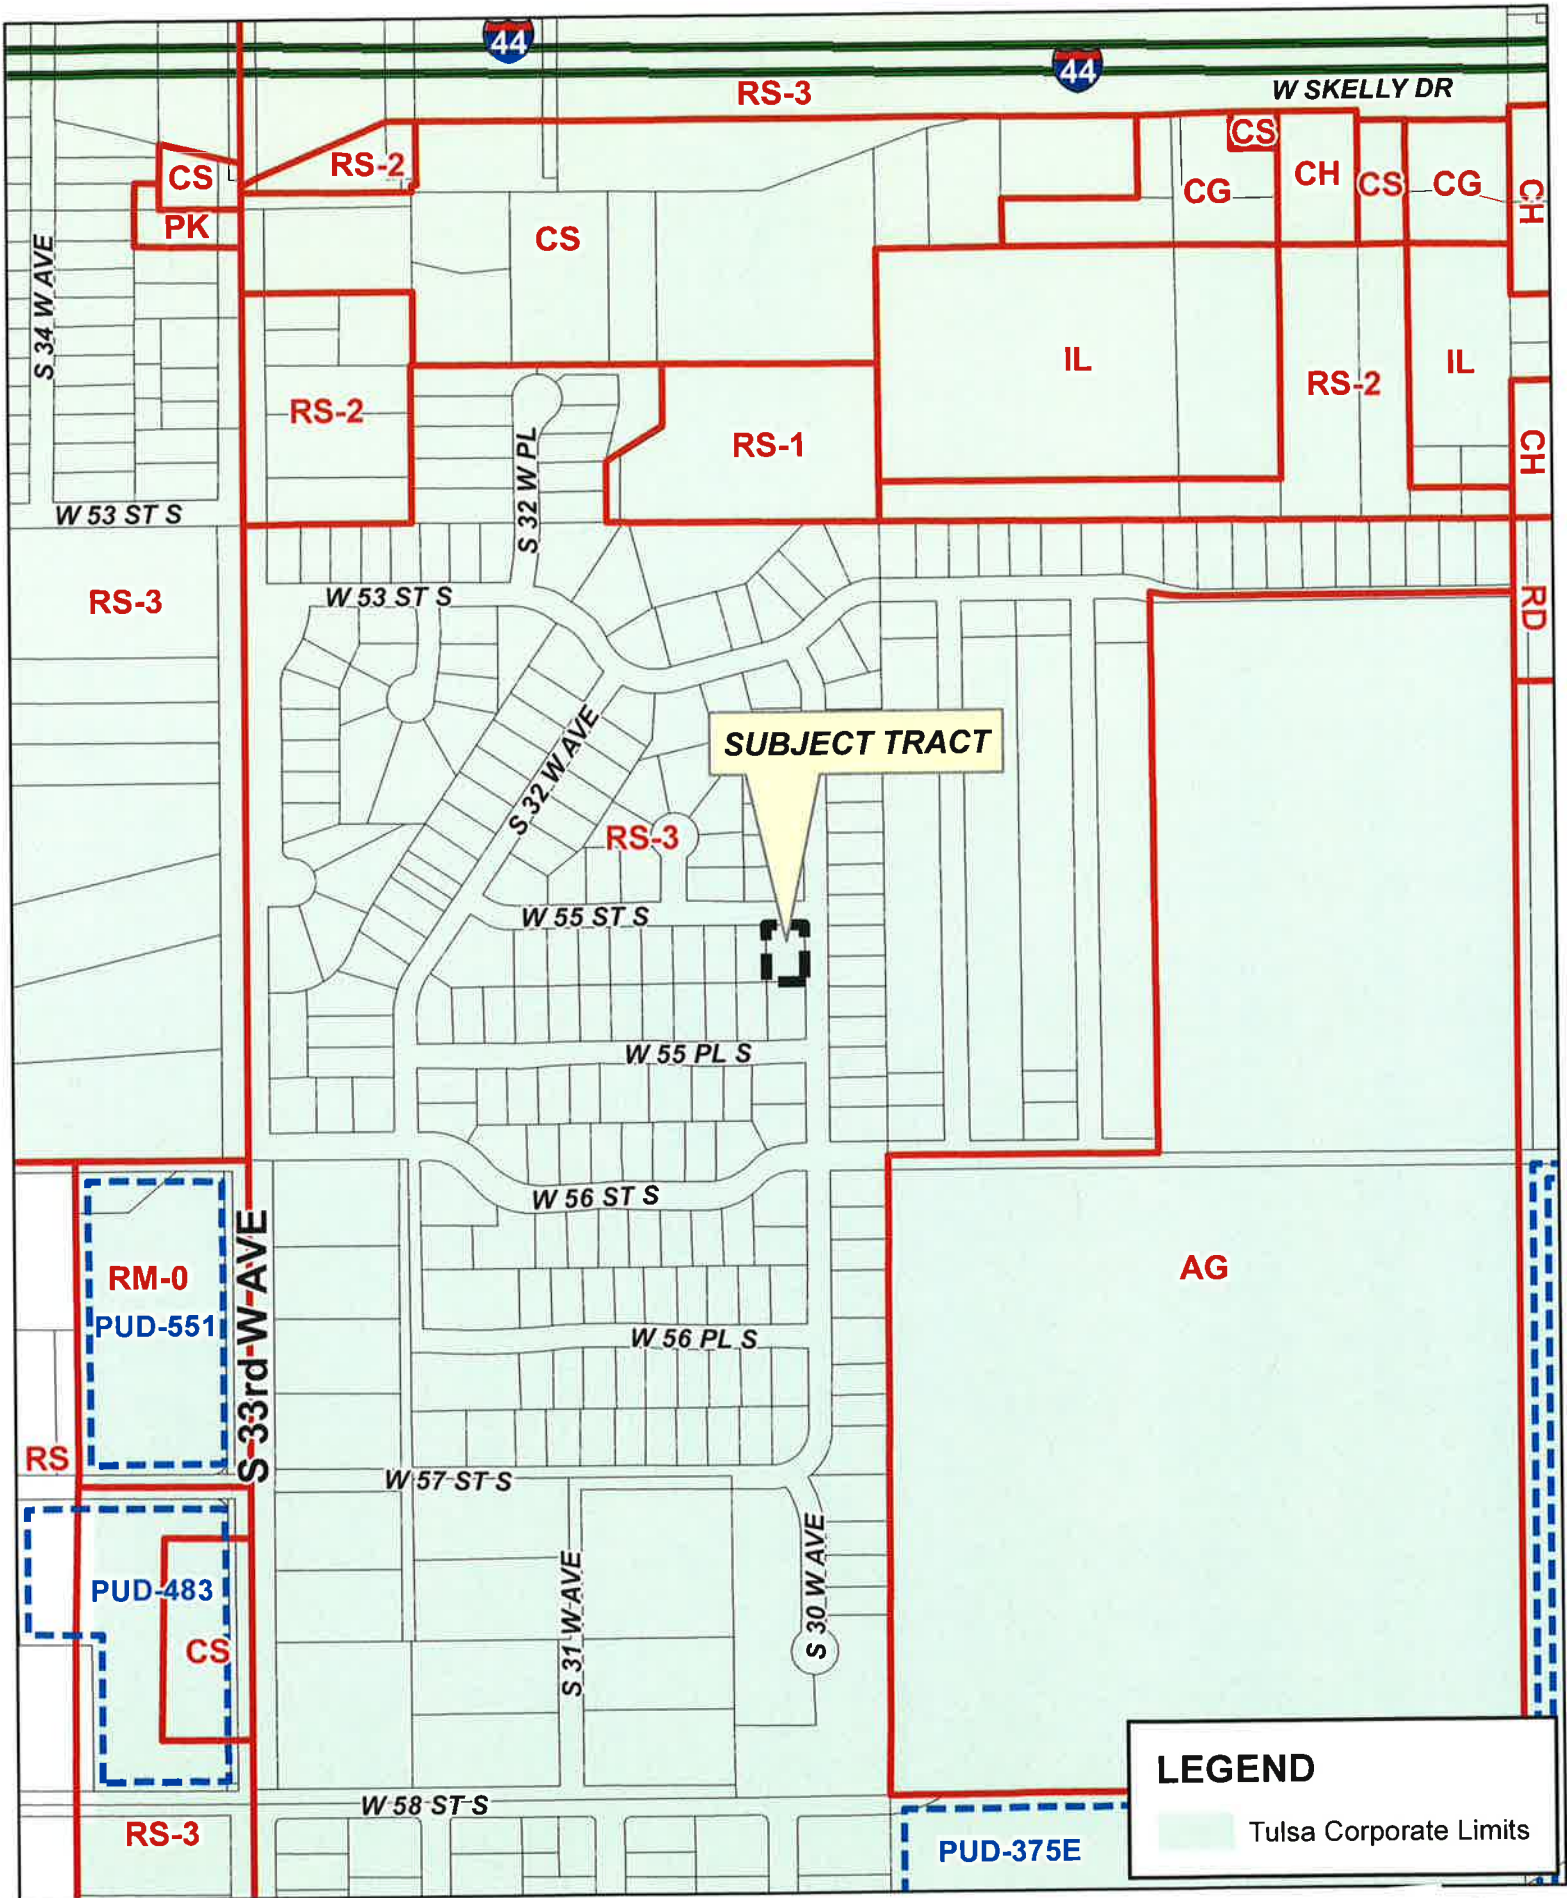 44
44
RS-3
W SKELLY DR
CS
RS-2
CS
CH
CG
CS
CG
CH
PK
CS
S 34 W AVE
IL
IL
RS-2
RS-2
RS-1
CH
S 32 W PL
W 53 ST S
RS-3
W 53 ST S
RD
SUBJECT TRACT
S 32 W AVE
RS-3
W 55 ST S
W 55 PL S
W 56 ST S
AG
RM-0
PUD-551
S 33rd W AVE
W 56 PL S
RS
W 57 ST S
S 31 W AVE
S 30 W AVE
PUD-483
CS
LEGEND
Tulsa Corporate Limits
W 58 ST S
RS-3
PUD-375E